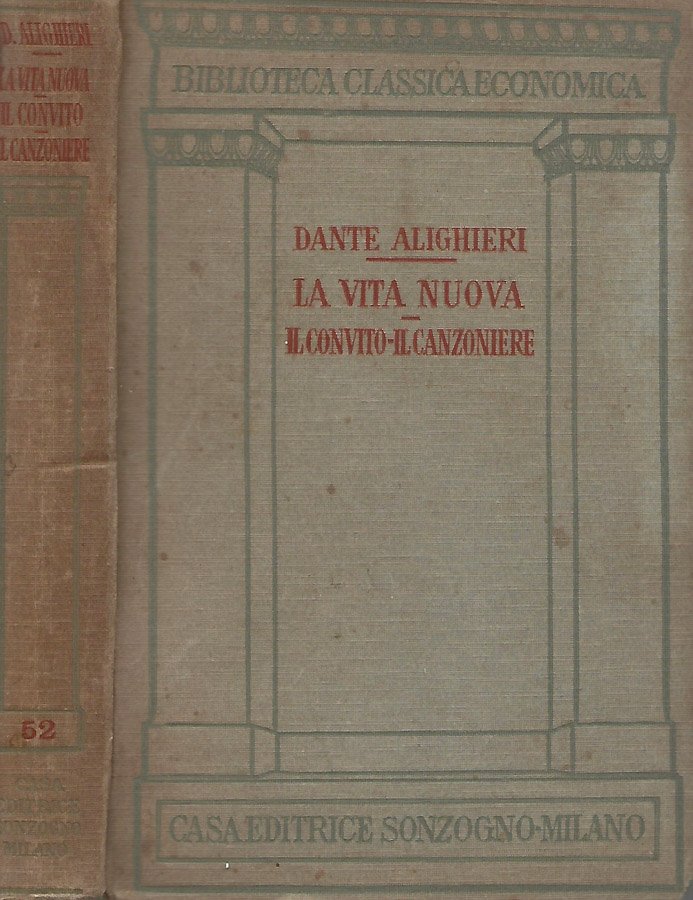 D. ALIGHIERI
LA VITA NUOVA
IL CONVITO
IL CANZONIERE
52
CASA
EDITRICE
SONZOGNO
MILANO
BIBLIOTECA CLASSICA ECONOMICA
DANTE ALIGHIERI
LA VITA NUOVA
IL CONVITO-IL CANZONIERE
CASA EDITRICE SONZOGNO-MILANO